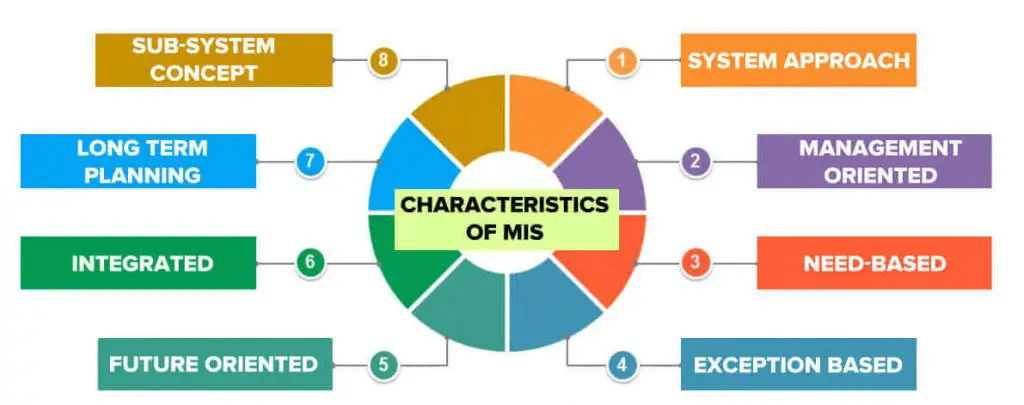 CHARACTERISTICS
OF MIS
1
SYSTEM APPROACH
2
MANAGEMENT
ORIENTED
3
NEED-BASED
4
EXCEPTION BASED
5
FUTURE ORIENTED
6
INTEGRATED
7
LONG TERM
PLANNING
8
SUB-SYSTEM
CONCEPT